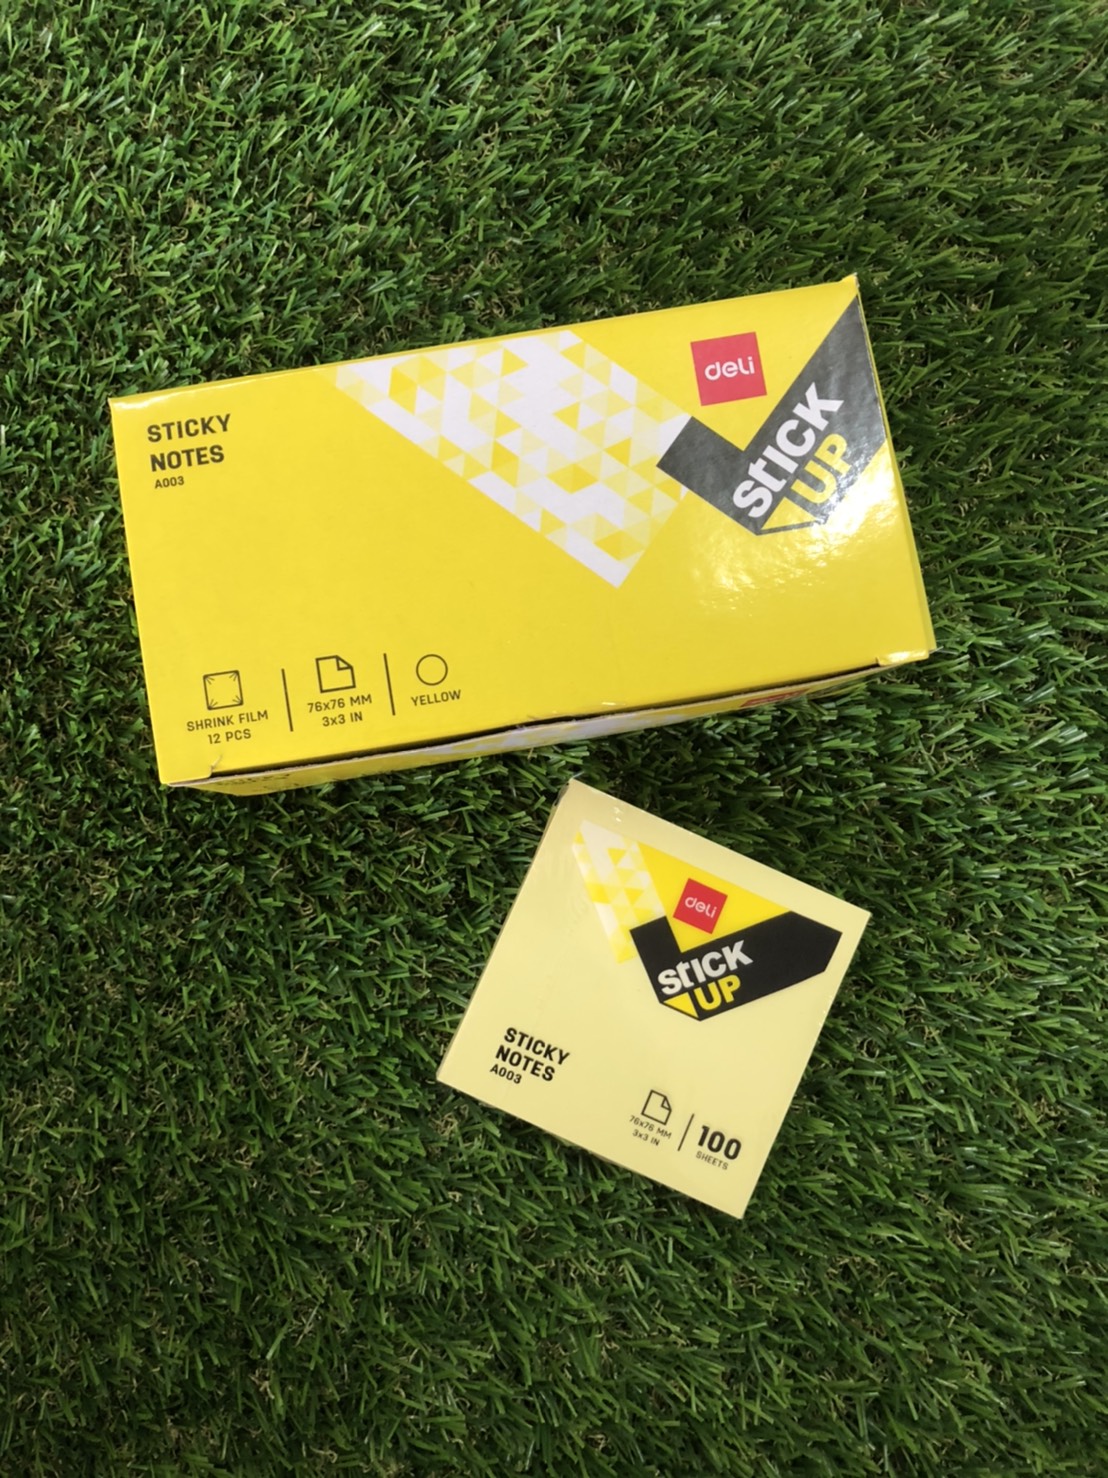 STICKY
NOTES
A003
deli
STICK
UP
SHRINK FILM
12 PCS
76x76 MM
3x3 IN
YELLOW
deli
STICK
UP
STICKY
NOTES
A003
76x76 MM
3x3 IN
100
SHEETS